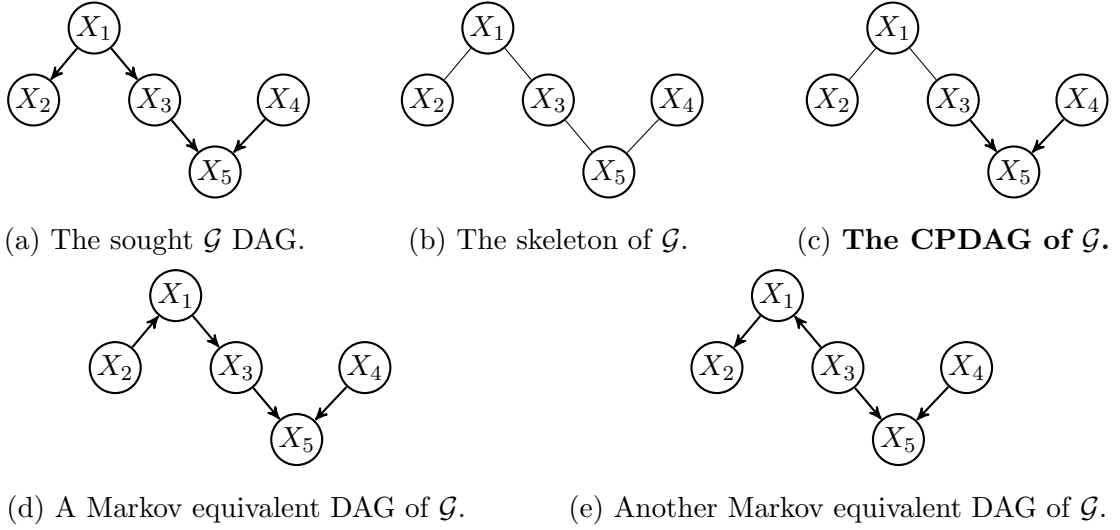 X₁ X₁ X₁
X₂ X₃ X₄ X₂ X₃ X₄ X₂ X₃ X₄
X₅ X₅ X₅
(a) The sought 𝒢 DAG. (b) The skeleton of 𝒢. (c) The CPDAG of 𝒢.
X₁ X₁
X₂ X₃ X₄ X₂ X₃ X₄
X₅ X₅
(d) A Markov equivalent DAG of 𝒢. (e) Another Markov equivalent DAG of 𝒢.